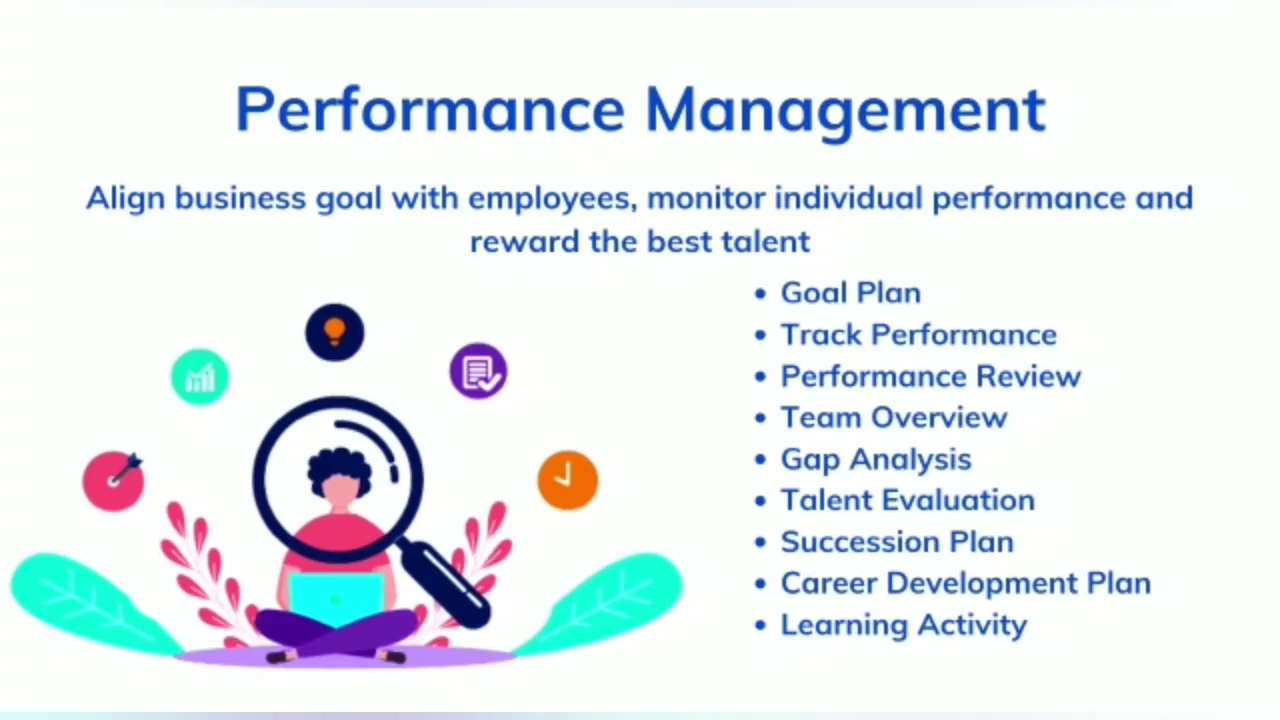 Performance Management
Align business goal with employees, monitor individual performance and
reward the best talent
• Goal Plan
• Track Performance
• Performance Review
• Team Overview
• Gap Analysis
• Talent Evaluation
• Succession Plan
• Career Development Plan
• Learning Activity